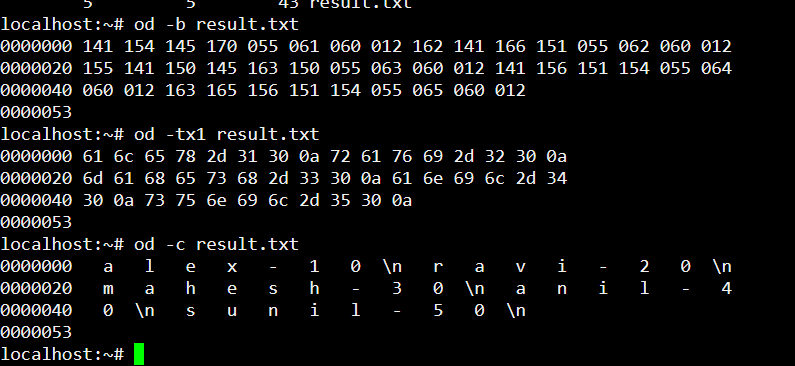 5 5 43 result.txt
localhost:~# od -b result.txt
0000000 141 154 145 170 055 061 060 012 162 141 166 151 055 062 060 012
0000020 155 141 150 145 163 150 055 063 060 012 141 156 151 154 055 064
0000040 060 012 163 165 156 151 154 055 065 060 012
0000053
localhost:~# od -tx1 result.txt
0000000 61 6c 65 78 2d 31 30 0a 72 61 76 69 2d 32 30 0a
0000020 6d 61 68 65 73 68 2d 33 30 0a 61 6e 69 6c 2d 34
0000040 30 0a 73 75 6e 69 6c 2d 35 30 0a
0000053
localhost:~# od -c result.txt
0000000 a l e x - 1 0 \n r a v i - 2 0 \n
0000020 m a h e s h - 3 0 \n a n i l - 4
0000040 0 \n s u n i l - 5 0 \n
0000053
localhost:~#